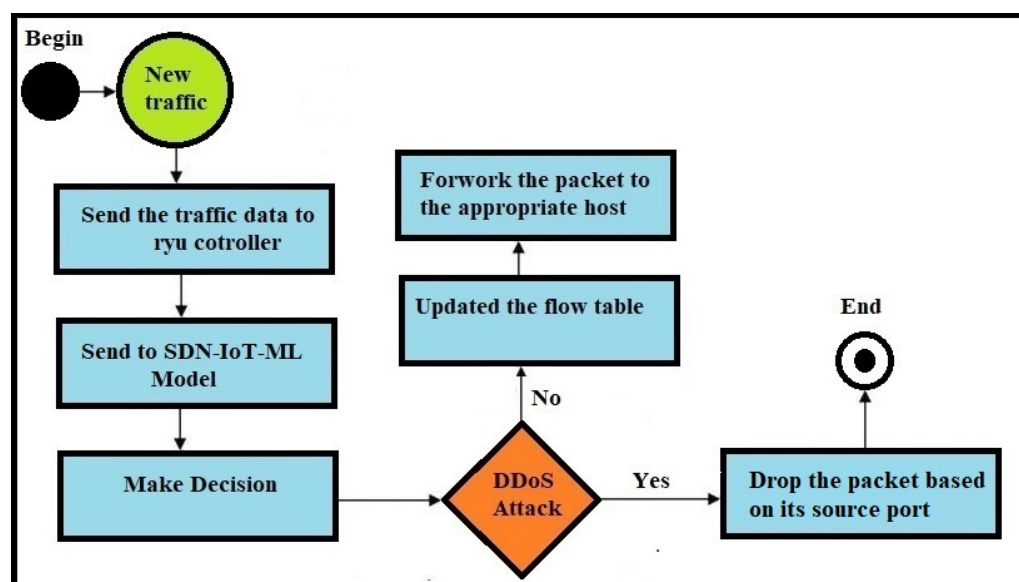 Begin
New
traffic
Send the traffic data to
ryu cotroller
Send to SDN-IoT-ML
Model
Make Decision
Forwork the packet to
the appropriate host
Updated the flow table
No
DDoS
Attack
Yes
End
Drop the packet based
on its source port